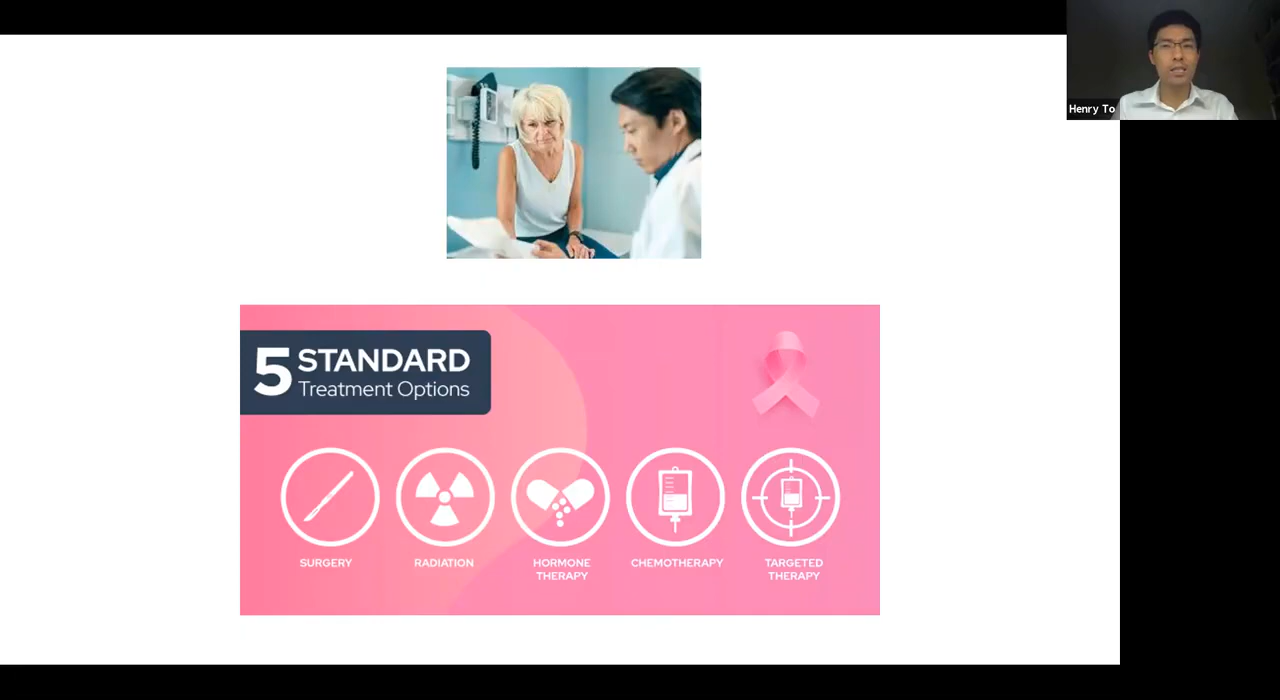 Henry To
5 STANDARD
Treatment Options
SURGERY
RADIATION
HORMONE
THERAPY
CHEMOTHERAPY
TARGETED
THERAPY